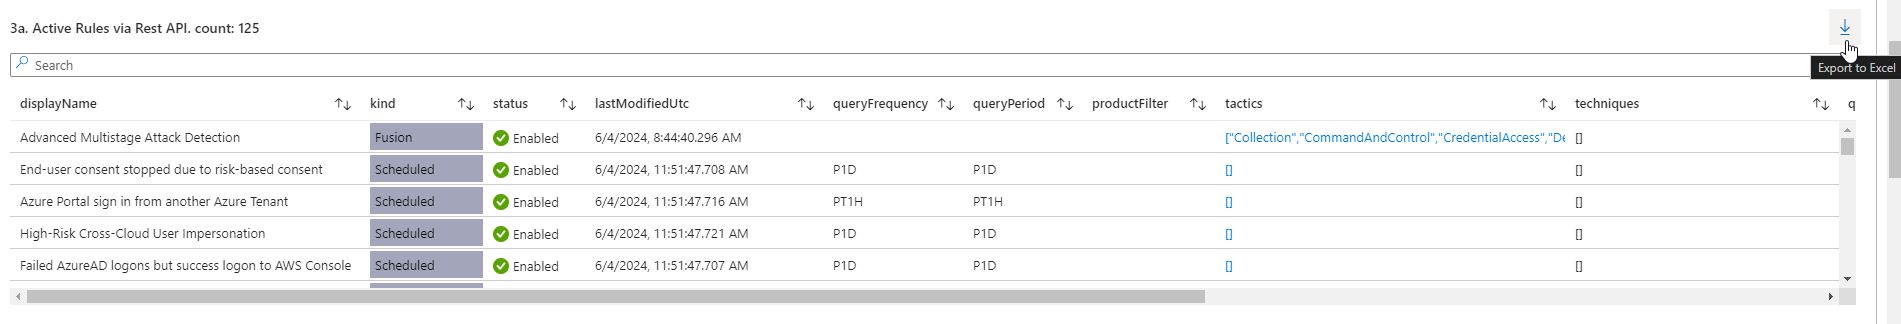 3a. Active Rules via Rest API. count: 125
Search
Export to Excel
displayName kind status lastModifiedUtc queryFrequency queryPeriod productFilter tactics techniques q
Advanced Multistage Attack Detection Fusion Enabled 6/4/2024, 8:44:40.296 AM ["Collection","CommandAndControl","CredentialAccess","De []
End-user consent stopped due to risk-based consent Scheduled Enabled 6/4/2024, 11:51:47.708 AM P1D P1D [] []
Azure Portal sign in from another Azure Tenant Scheduled Enabled 6/4/2024, 11:51:47.716 AM PT1H PT1H [] []
High-Risk Cross-Cloud User Impersonation Scheduled Enabled 6/4/2024, 11:51:47.721 AM P1D P1D [] []
Failed AzureAD logons but success logon to AWS Console Scheduled Enabled 6/4/2024, 11:51:47.707 AM P1D P1D [] []